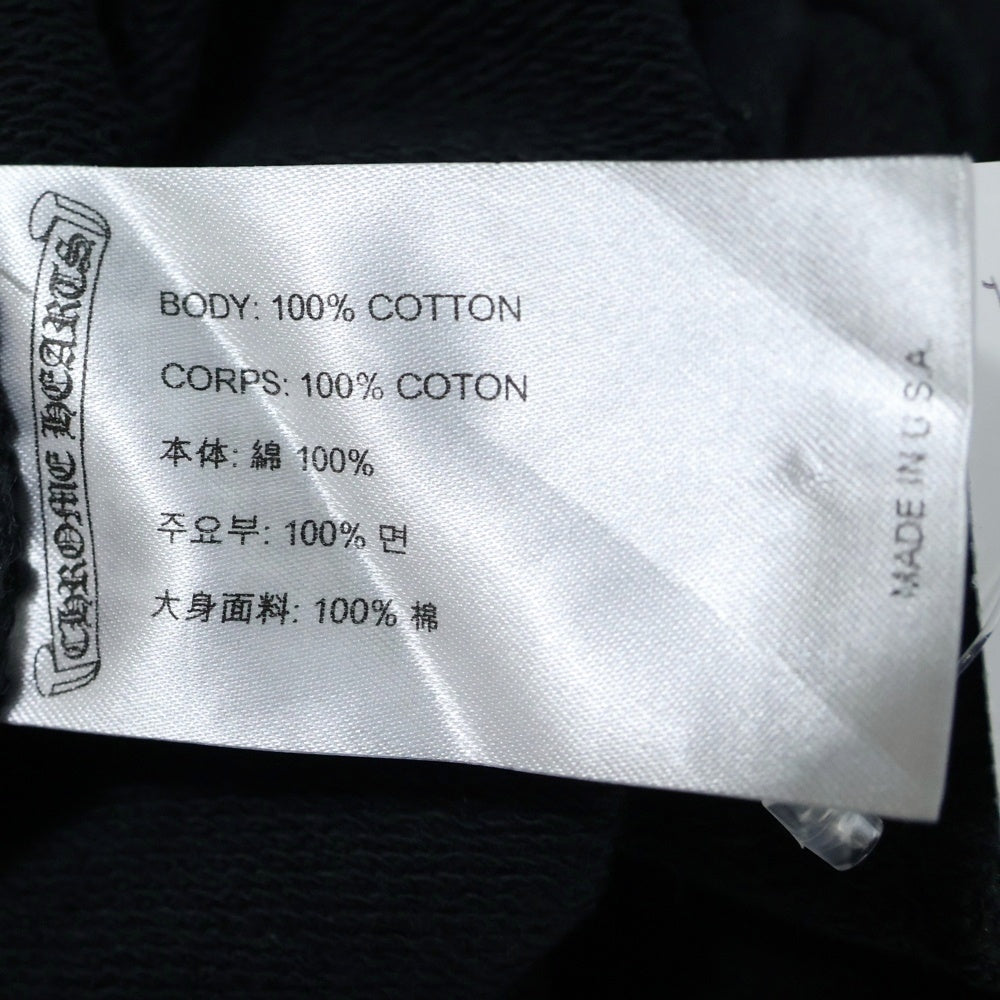 CHROME HEARTS
BODY: 100% COTTON
CORPS: 100% COTON
本体: 綿 100%
주요부: 100% 면
大身面料: 100% 棉
MADE IN U.S.A.